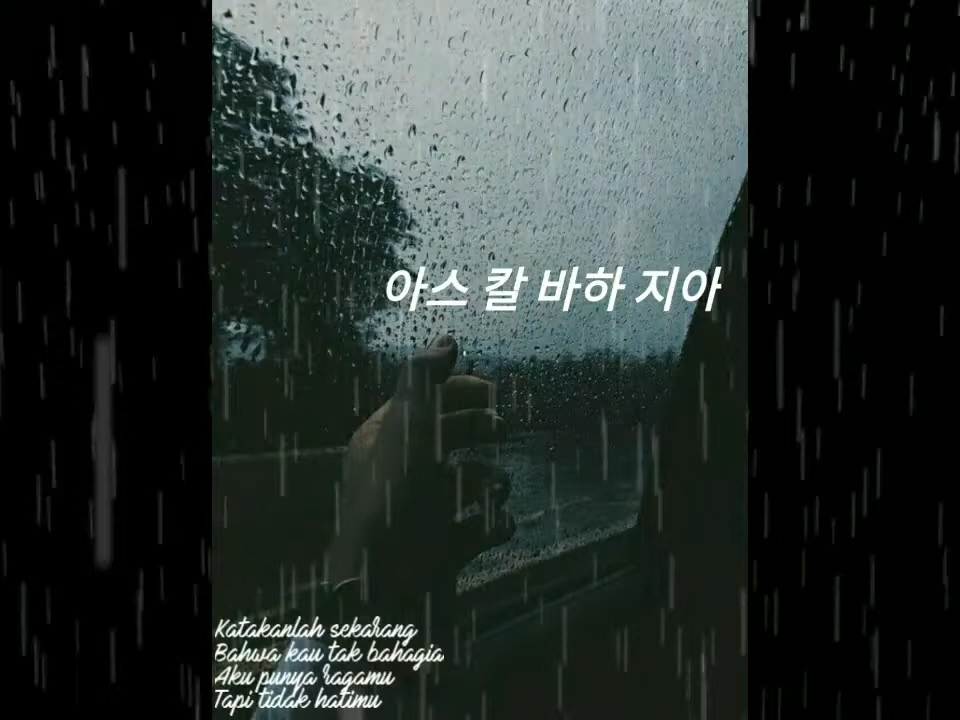 아스 칼 바하 지아
Katakanlah sekarang
Bahwa kau tak bahagia
Aku punya ragamu
Tapi tidak hatimu